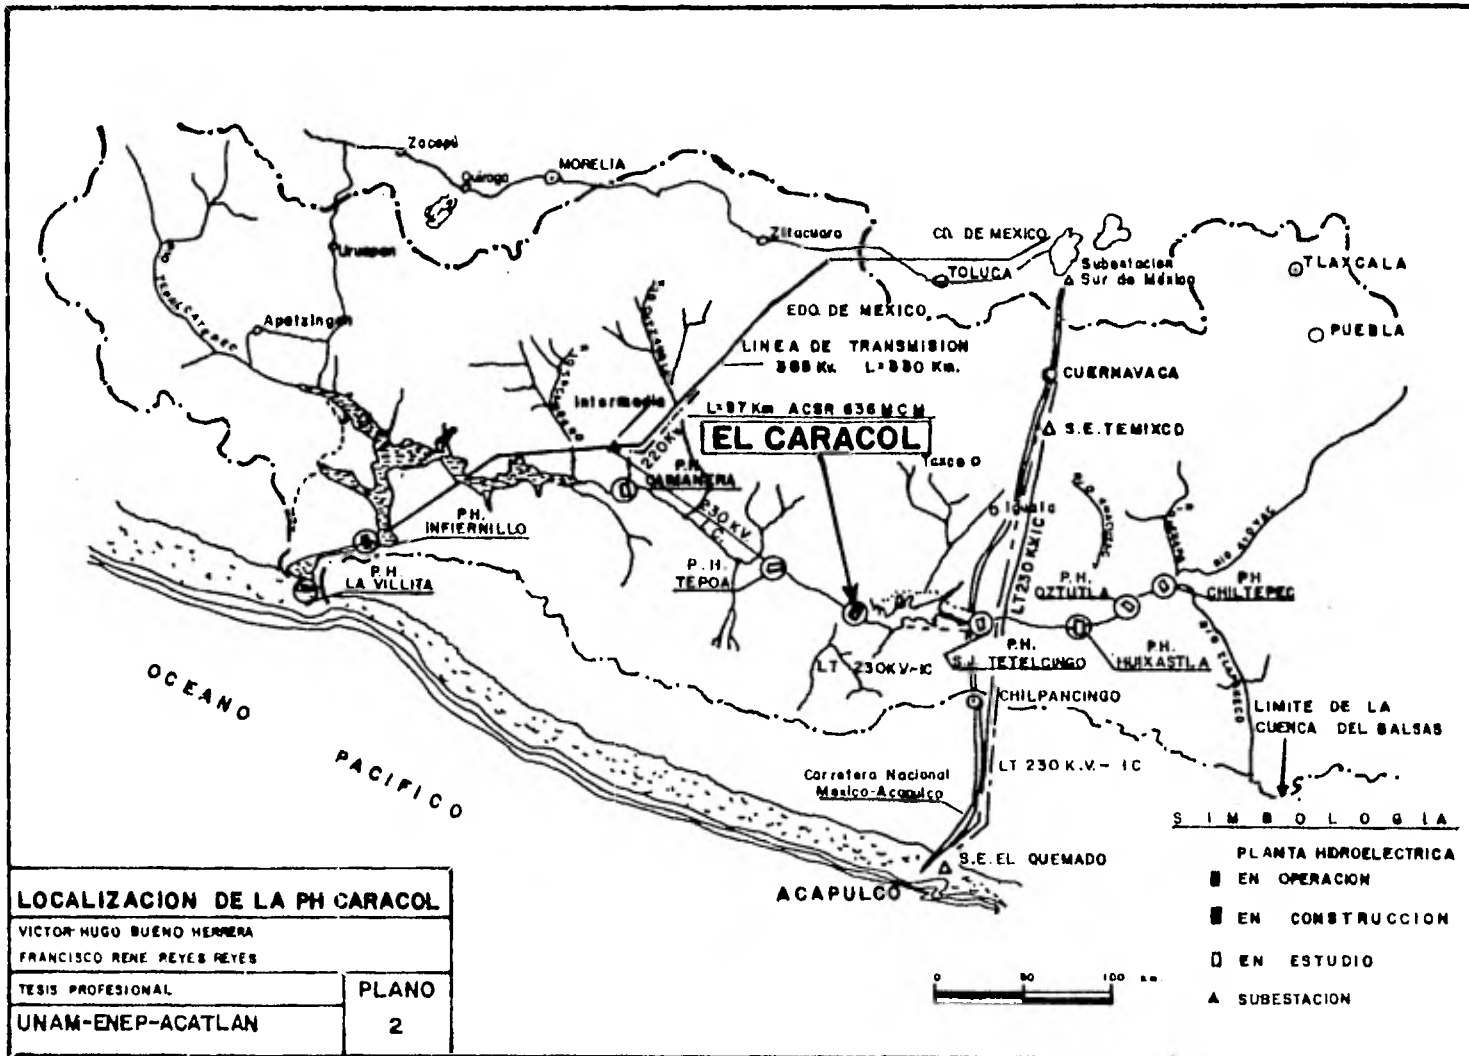 Zacapú
Quiroga
MORELIA
Uruapan
Zitacuaro
CD. DE MEXICO
TOLUCA
Subestacion
Sur de México
TLAXCALA
PUEBLA
Apatzingan
EDO. DE MEXICO
LINEA DE TRANSMISION
L=330 Km.
CUERNAVACA
Intermedia
L=97 Km ACSR 636 M C M
EL CARACOL
S.E. TEMIXCO
220 KV.
Taxco
P.H.
230 KV.
I.C.
Iguala
LT 230 KV.IC
P.H.
INFIERNILLO
P.H.
LA VILLITA
P.H.
TEPOA
P.H.
OZTUTLA
PH
CHILTEPEC
P.H.
HUIXASTLA
P.H.
S.J. TETELCINGO
LT 230KV-IC
CHILPANCINGO
OCEANO
PACIFICO
LIMITE DE LA
CUENCA DEL BALSAS
LT 230 K.V.- IC
Carretera Nacional
Mexico-Acapulco
S.E. EL QUEMADO
ACAPULCO
SIMBOLOGIA
PLANTA HIDROELECTRICA
EN OPERACION
EN CONSTRUCCION
EN ESTUDIO
SUBESTACION
0 50 100 km.
LOCALIZACION DE LA PH CARACOL
VICTOR HUGO BUENO HERRERA
FRANCISCO RENE REYES REYES
TESIS PROFESIONAL
UNAM-ENEP-ACATLAN
PLANO
2